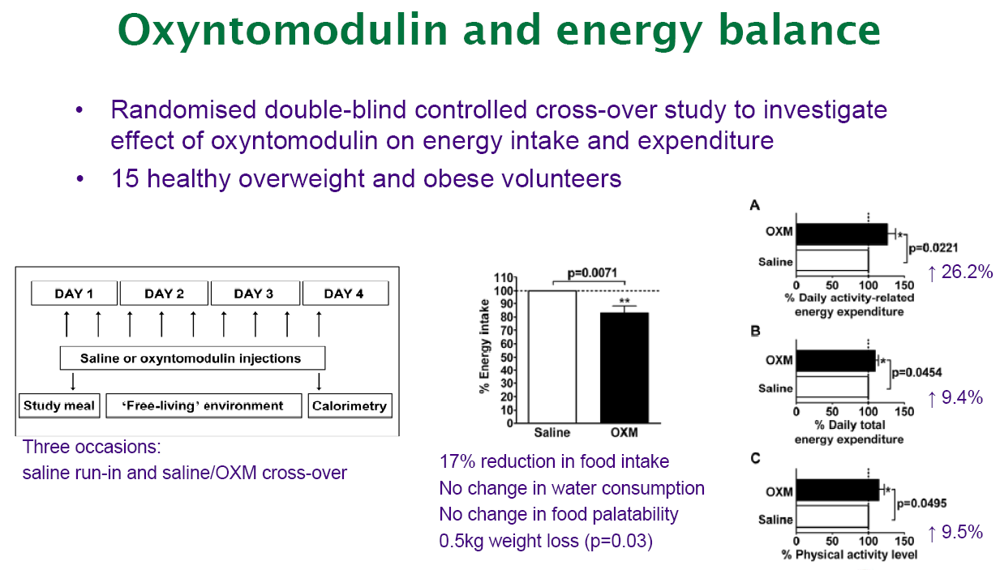 Oxyntomodulin and energy balance
• Randomised double-blind controlled cross-over study to investigate
effect of oxyntomodulin on energy intake and expenditure
• 15 healthy overweight and obese volunteers
DAY 1 DAY 2 DAY 3 DAY 4
Saline or oxyntomodulin injections
Study meal 'Free-living' environment Calorimetry
Three occasions:
saline run-in and saline/OXM cross-over
p=0.0071
**
% Energy intake
110
100
90
80
70
60
50
40
30
20
10
0
Saline OXM
17% reduction in food intake
No change in water consumption
No change in food palatability
0.5kg weight loss (p=0.03)
A
OXM
*
p=0.0221
Saline
↑ 26.2%
0 50 100 150
% Daily activity-related
energy expenditure
B
OXM
*
p=0.0454
Saline
↑ 9.4%
0 50 100 150
% Daily total
energy expenditure
C
OXM
*
p=0.0495
Saline
↑ 9.5%
0 50 100 150
% Physical activity level